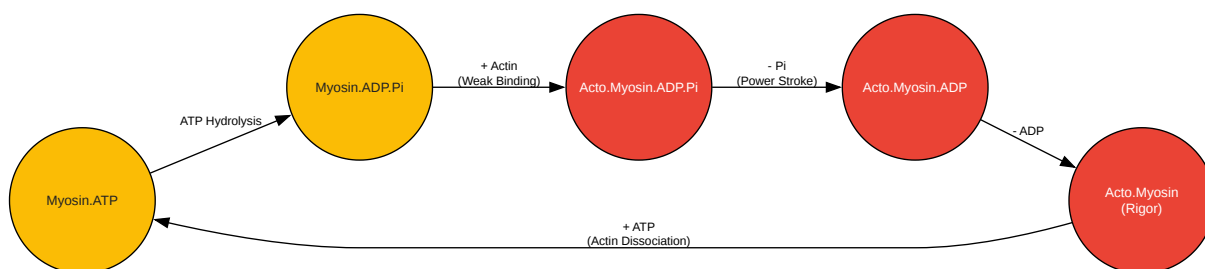 Myosin.ATP
ATP Hydrolysis
Myosin.ADP.Pi
+ Actin
(Weak Binding)
Acto.Myosin.ADP.Pi
- Pi
(Power Stroke)
Acto.Myosin.ADP
- ADP
Acto.Myosin
(Rigor)
+ ATP
(Actin Dissociation)